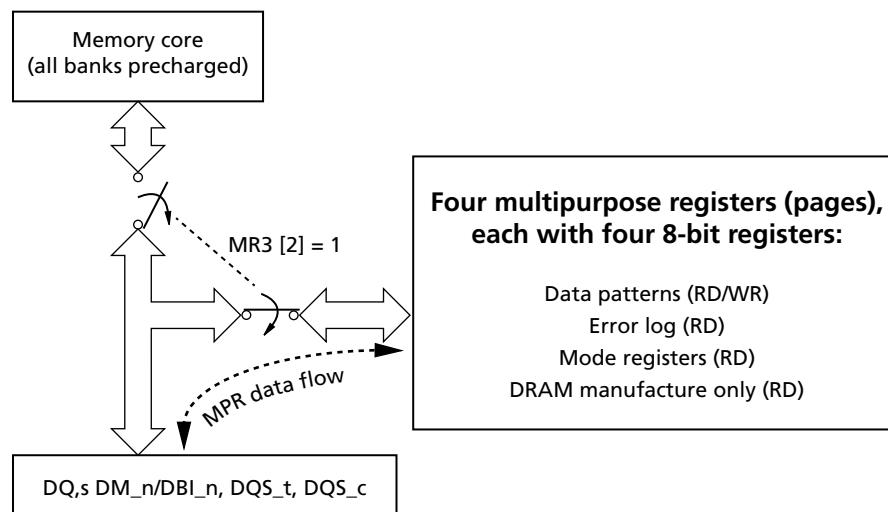 Memory core
(all banks precharged)
MR3 [2] = 1
Four multipurpose registers (pages),
each with four 8-bit registers:
Data patterns (RD/WR)
Error log (RD)
Mode registers (RD)
DRAM manufacture only (RD)
MPR data flow
DQ,s DM_n/DBI_n, DQS_t, DQS_c